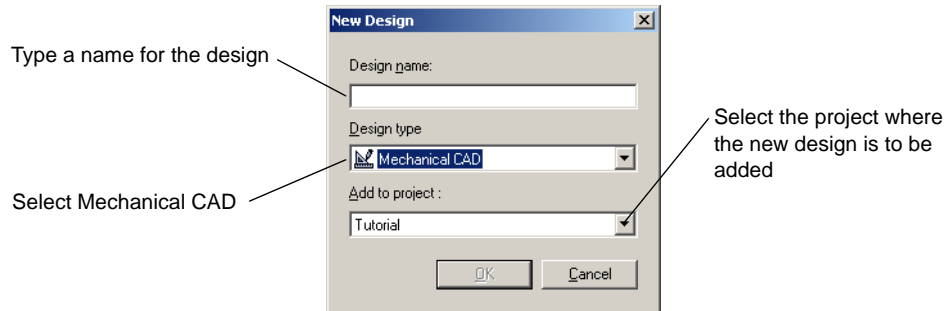 New Design
Type a name for the design
Design name:
Design type
Mechanical CAD
Select the project where
the new design is to be
added
Select Mechanical CAD
Add to project :
Tutorial
OK
Cancel